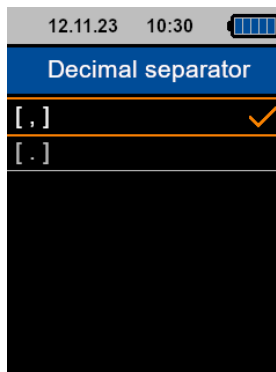 12.11.23 10:30
Decimal separator
[ , ]
[ . ]